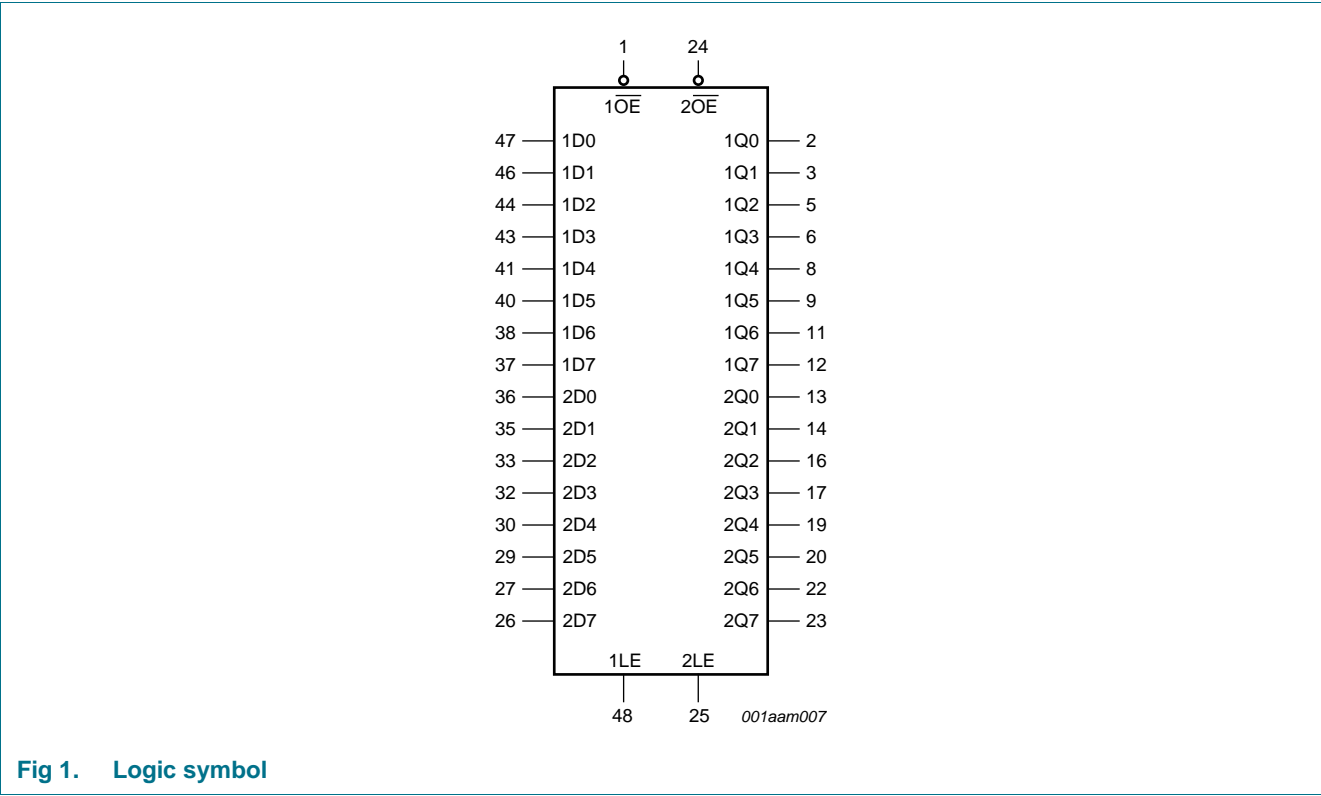 1 24
1O̅E̅ 2O̅E̅
47 1D0 1Q0 2
46 1D1 1Q1 3
44 1D2 1Q2 5
43 1D3 1Q3 6
41 1D4 1Q4 8
40 1D5 1Q5 9
38 1D6 1Q6 11
37 1D7 1Q7 12
36 2D0 2Q0 13
35 2D1 2Q1 14
33 2D2 2Q2 16
32 2D3 2Q3 17
30 2D4 2Q4 19
29 2D5 2Q5 20
27 2D6 2Q6 22
26 2D7 2Q7 23
1LE 2LE
48 25 001aam007
Fig 1. Logic symbol